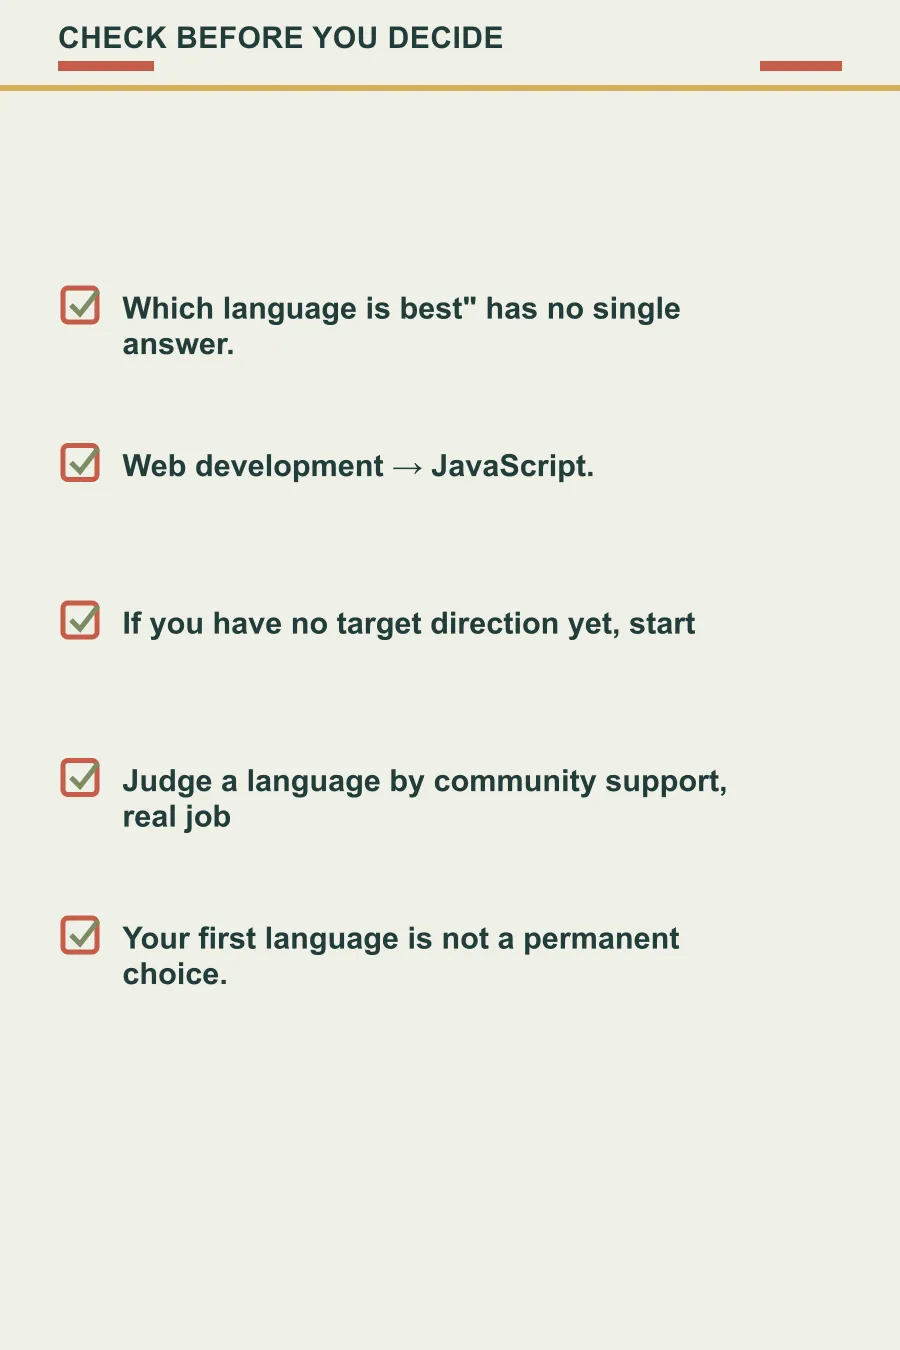 CHECK BEFORE YOU DECIDE
Which language is best" has no single
answer.
Web development → JavaScript.
If you have no target direction yet, start
Judge a language by community support,
real job
Your first language is not a permanent
choice.